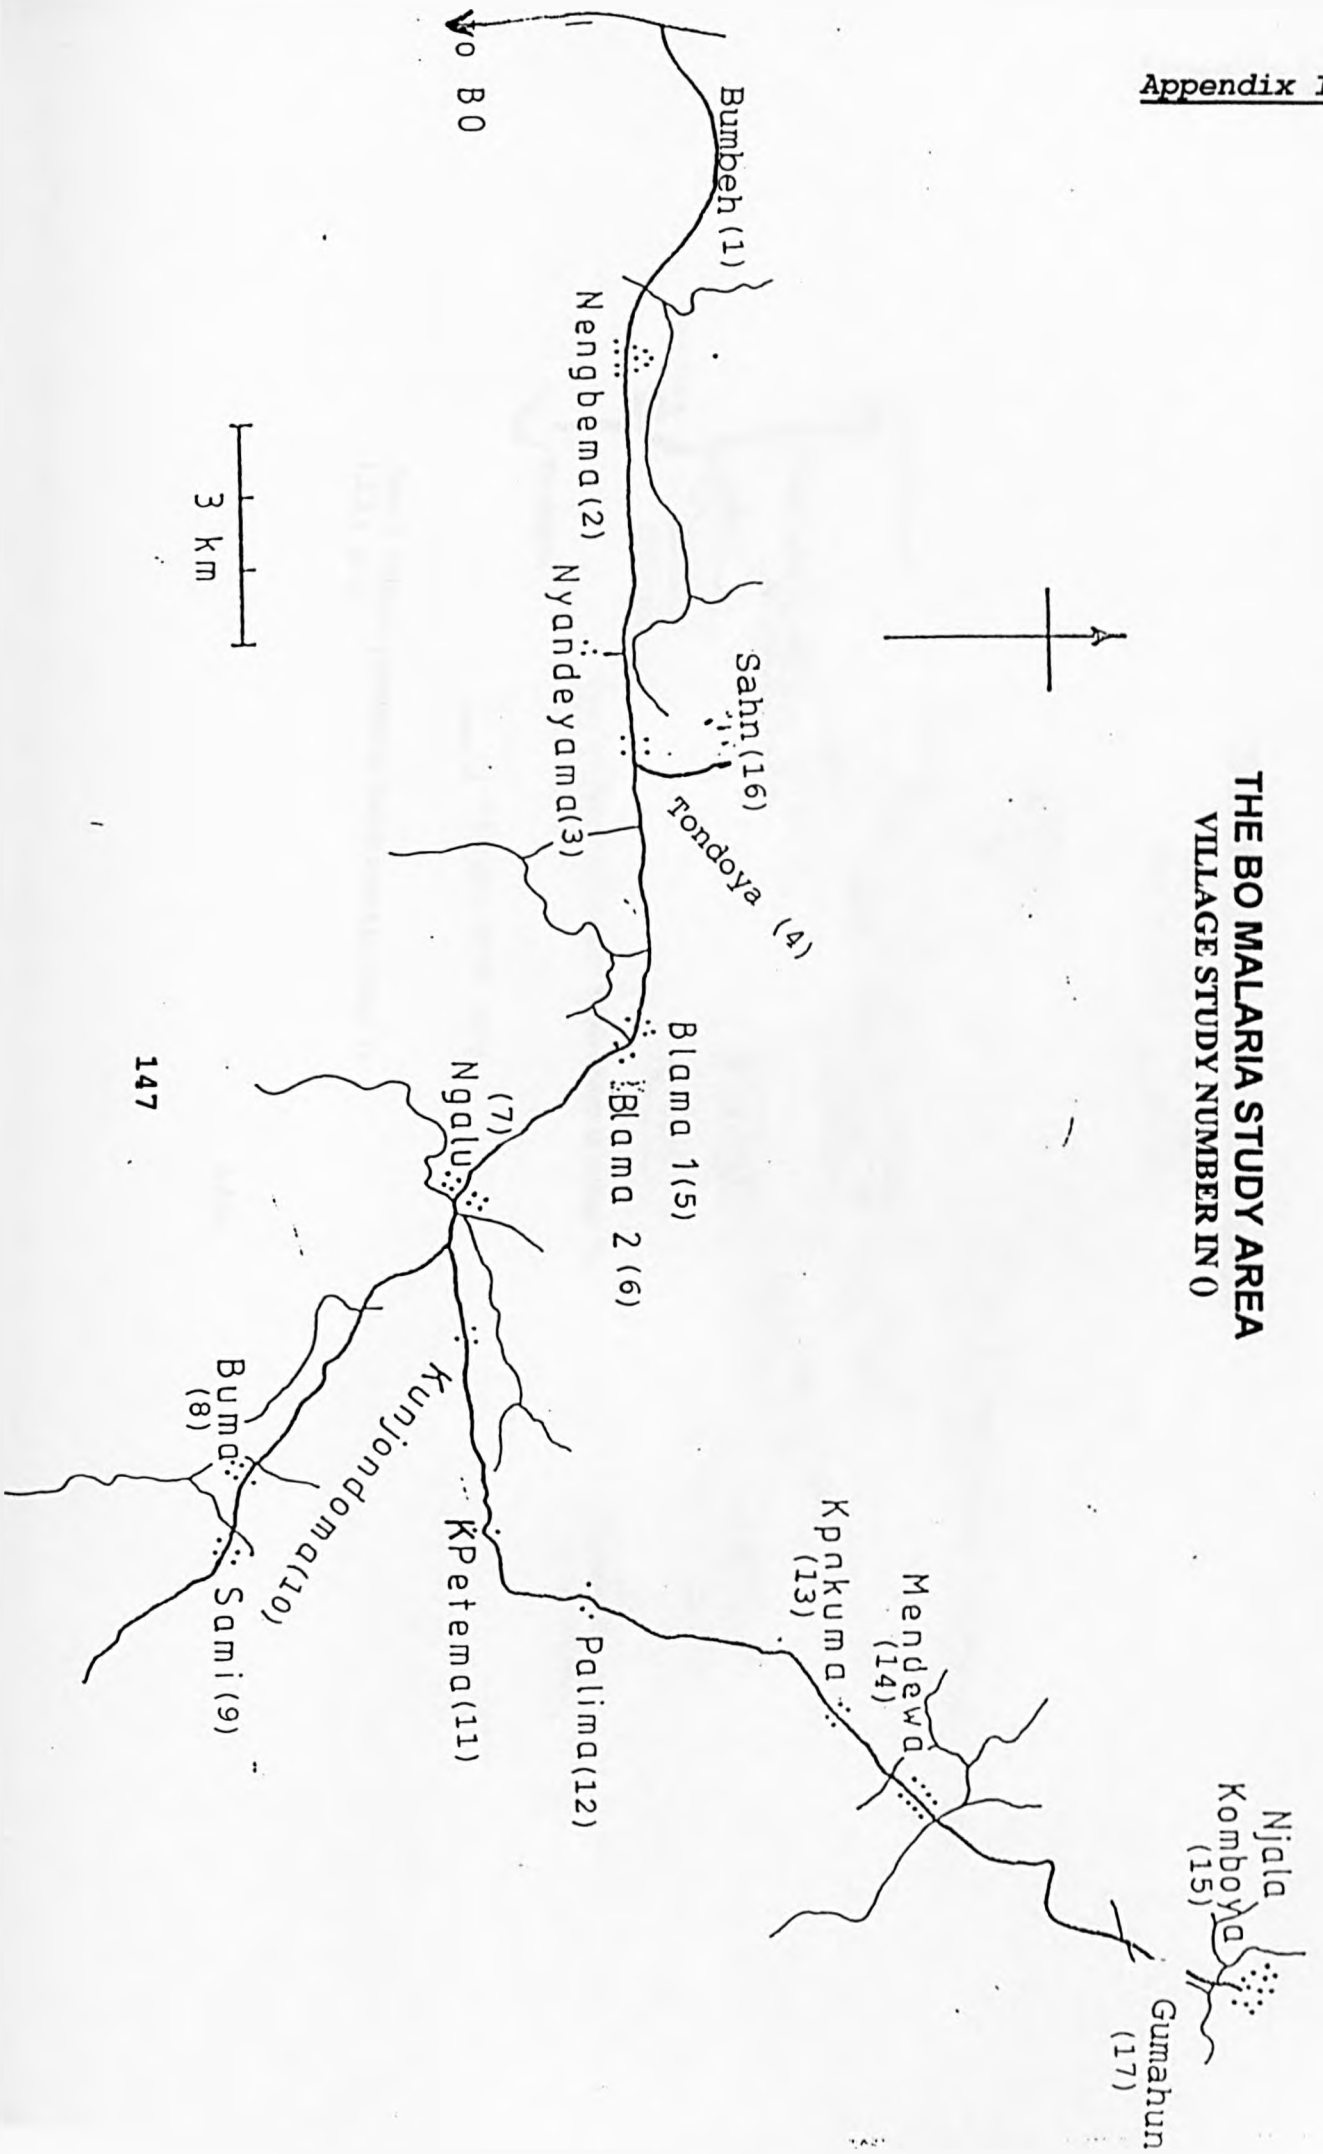 Appendix 1
THE BO MALARIA STUDY AREA
VILLAGE STUDY NUMBER IN ()
To BO
Bumbeh (1)
Nengbema (2)
Nyandeyama (3)
Sahn (16)
Tondoya (4)
Blama 1 (5)
Blama 2 (6)
(7)
Ngalu
Buma
(8)
Sami (9)
Kunjondoma (10)
KPetema (11)
Palima (12)
Kpnkuma
(13)
Mendewa
(14)
Njala
Komboya
(15)
Gumahun
(17)
3 km
147